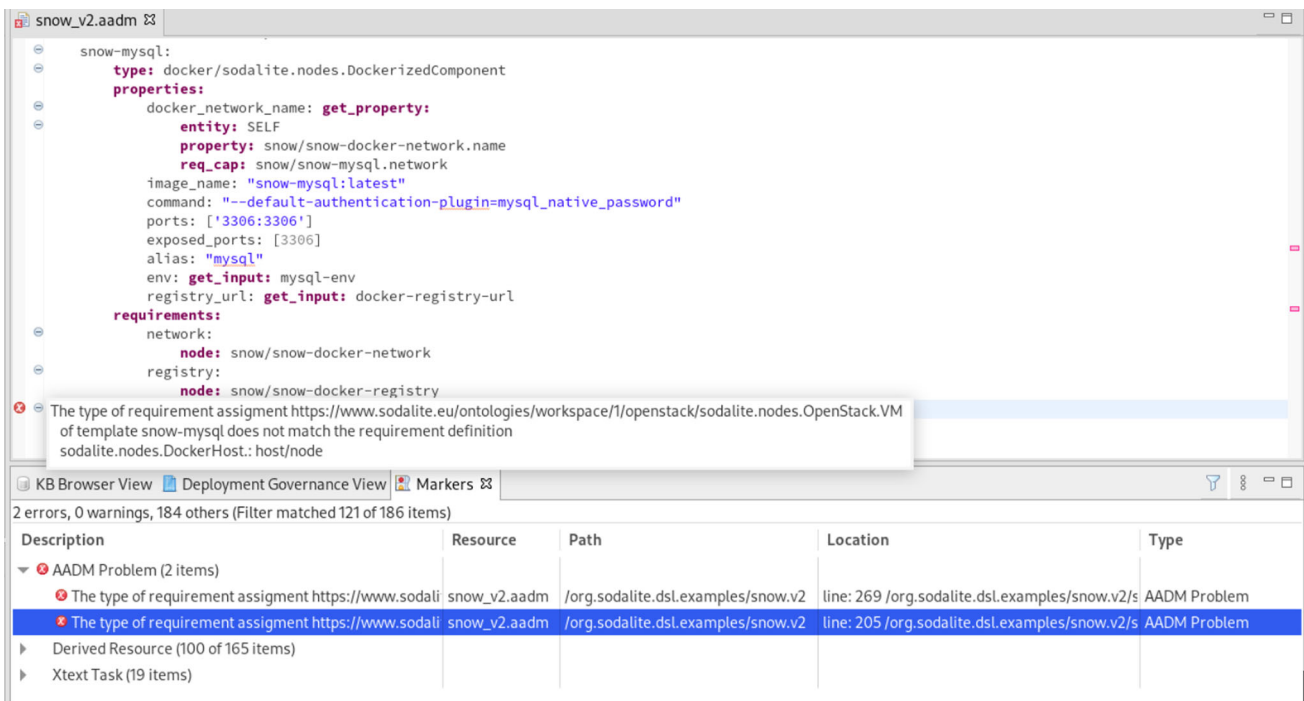 snow_v2.aadm
snow-mysql:
type: docker/sodalite.nodes.DockerizedComponent
properties:
docker_network_name: get_property:
entity: SELF
property: snow/snow-docker-network.name
req_cap: snow/snow-mysql.network
image_name: "snow-mysql:latest"
command: "--default-authentication-plugin=mysql_native_password"
ports: ['3306:3306']
exposed_ports: [3306]
alias: "mysql"
env: get_input: mysql-env
registry_url: get_input: docker-registry-url
requirements:
network:
node: snow/snow-docker-network
registry:
node: snow/snow-docker-registry
The type of requirement assigment https://www.sodalite.eu/ontologies/workspace/1/openstack/sodalite.nodes.OpenStack.VM
of template snow-mysql does not match the requirement definition
sodalite.nodes.DockerHost.: host/node
KB Browser View Deployment Governance View Markers
2 errors, 0 warnings, 184 others (Filter matched 121 of 186 items)
Description Resource Path Location Type
AADM Problem (2 items)
The type of requirement assigment https://www.sodali snow_v2.aadm /org.sodalite.dsl.examples/snow.v2 line: 269 /org.sodalite.dsl.examples/snow.v2/s AADM Problem
The type of requirement assigment https://www.sodali snow_v2.aadm /org.sodalite.dsl.examples/snow.v2 line: 205 /org.sodalite.dsl.examples/snow.v2/s AADM Problem
Derived Resource (100 of 165 items)
Xtext Task (19 items)